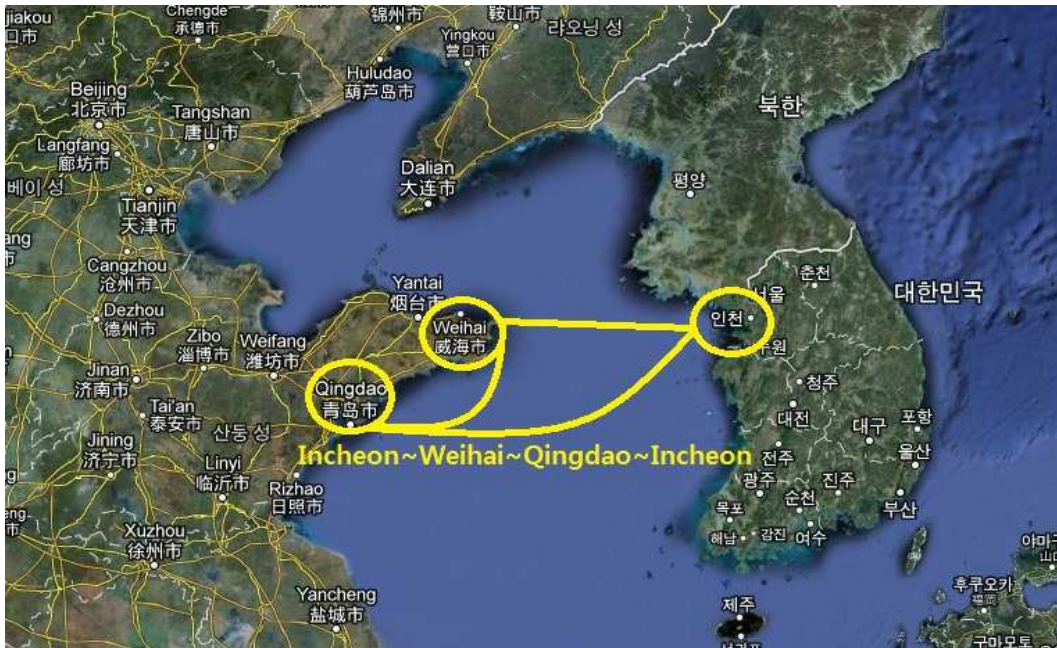 jiakou
口市
Chengde
承德市
锦州市
鞍山市
Yingkou
营口市
랴오닝 성
Huludao
葫芦岛市
Beijing
北京市
Tangshan
唐山市
Langfang
廊坊市
베이 성
북한
Dalian
大连市
평양
Tianjin
天津市
Cangzhou
沧州市
Yantai
烟台市
춘천
서울
대한민국
인천
수원
Dezhou
德州市
Weihai
威海市
Zibo
淄博市
Weifang
潍坊市
Jinan
济南市
Qingdao
青岛市
청주
대전
Tai'an
泰安市
산둥 성
대구
포항
울산
Jining
济宁市
Incheon~Weihai~Qingdao~Incheon
전주
Linyi
临沂市
Rizhao
日照市
광주
순천
진주
부산
목포
해남
강진
여수
Xuzhou
徐州市
Yancheng
盐城市
제주
후쿠오카
福岡
구마모토